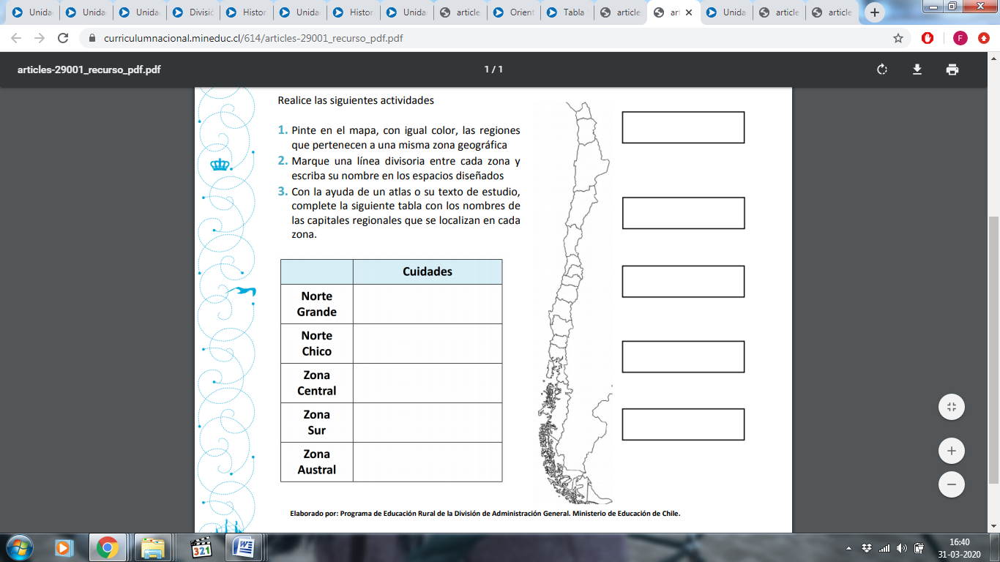 Unida
Unida
Unida
Divisi
Histor
Unida
Histor
Unida
article
Orient
Tabla
article
art
Unida
article
article
curriculumnacional.mineduc.cl/614/articles-29001_recurso_pdf.pdf
F
articles-29001_recurso_pdf.pdf
1 / 1
Realice las siguientes actividades
1. Pinte en el mapa, con igual color, las regiones
que pertenecen a una misma zona geográfica
2. Marque una línea divisoria entre cada zona y
escriba su nombre en los espacios diseñados
3. Con la ayuda de un atlas o su texto de estudio,
complete la siguiente tabla con los nombres de
las capitales regionales que se localizan en cada
zona.
Cuidades
Norte
Grande
Norte
Chico
Zona
Central
Zona
Sur
Zona
Austral
Elaborado por: Programa de Educación Rural de la División de Administración General. Ministerio de Educación de Chile.
321
16:40
31-03-2020